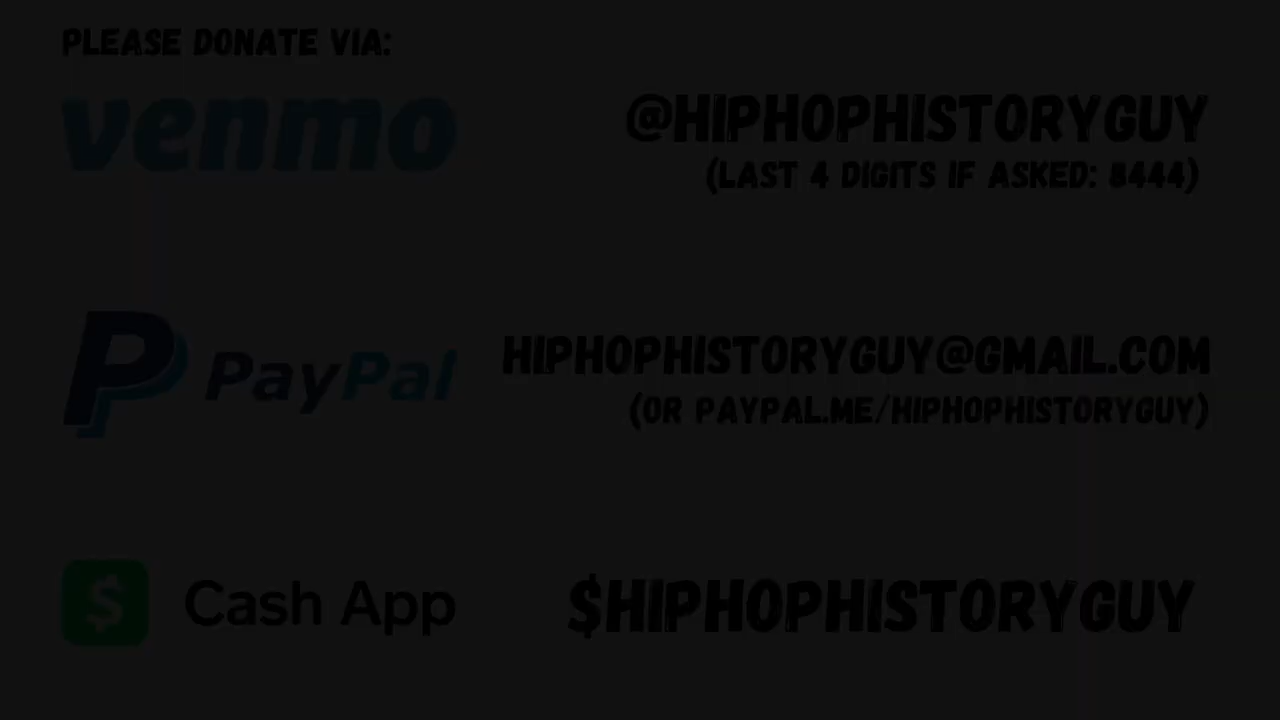 PLEASE DONATE VIA:
venmo
@HIPHOPHISTORYGUY
(LAST 4 DIGITS IF ASKED: 8444)
PayPal
HIPHOPHISTORYGUY@GMAIL.COM
(OR PAYPAL.ME/HIPHOPHISTORYGUY)
$
Cash App
$HIPHOPHISTORYGUY